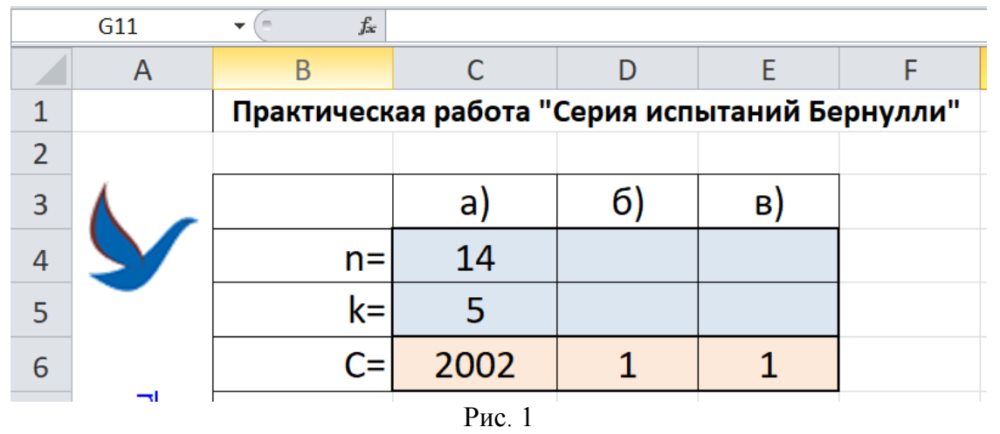 G11 fx
A B C D E F
1 Практическая работа "Серия испытаний Бернулли"
2
3 а) б) в)
4 n= 14
5 k= 5
6 C= 2002 1 1
Рис. 1